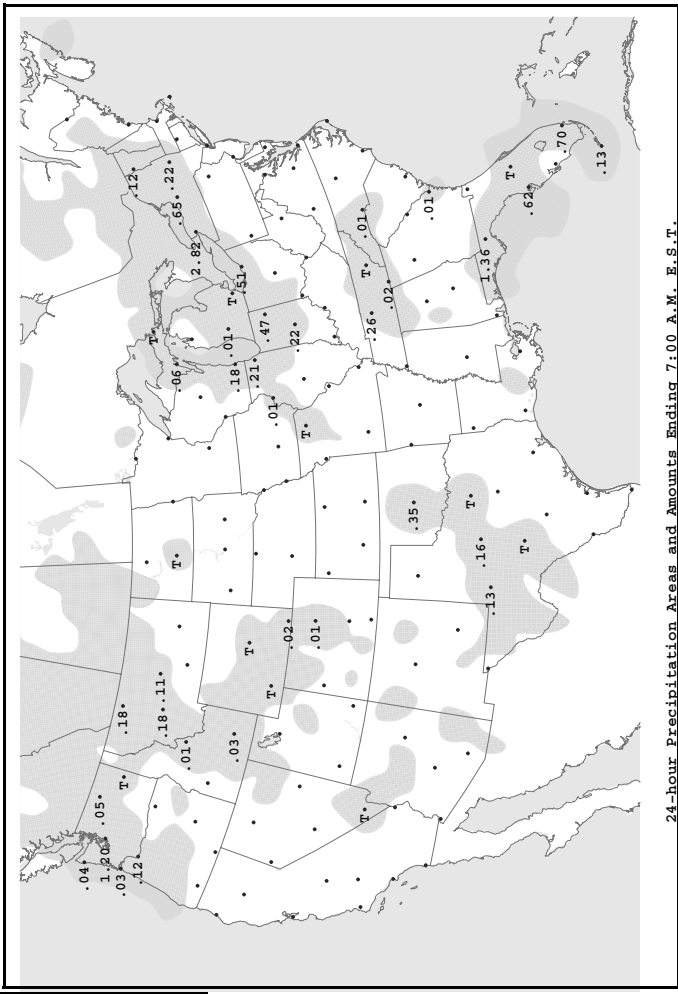 .04
1.20
.05
.03
T
.18
.12
.12
T
.18
.11
.22
T
.06
.65
.01
2.82
.01
T
.03
.18
.51
T
.21
.47
T
.01
.02
.22
T
.01
T
.01
T
.26
.02
.35
.01
T
.16
1.36
.13
T
T
.62
.70
.13
24-hour Precipitation Areas and Amounts Ending 7:00 A.M. E.S.T.